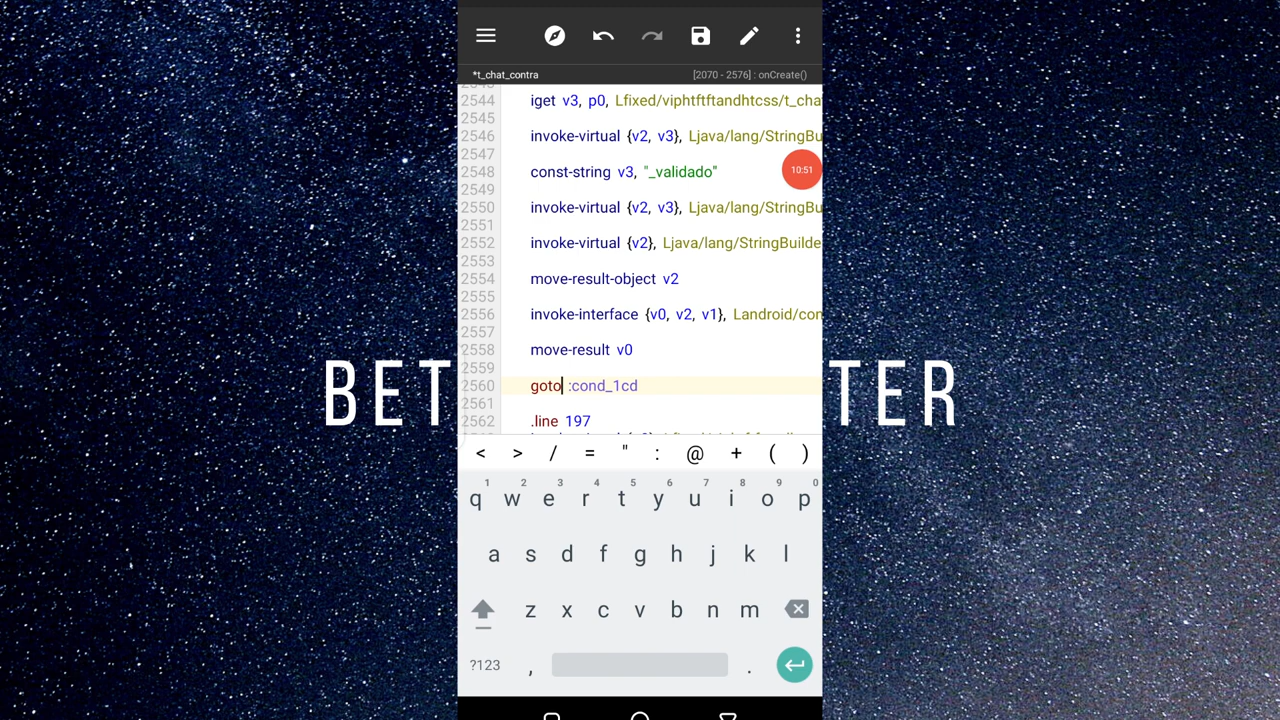 *t_chat_contra [2070 - 2576] : onCreate()
2544 iget v3, p0, Lfixed/viphtftftandhtcss/t_cha
2545
2546 invoke-virtual {v2, v3}, Ljava/lang/StringBu
2547
2548 const-string v3, "_validado"
10:51
2549
2550 invoke-virtual {v2, v3}, Ljava/lang/StringBu
2551
2552 invoke-virtual {v2}, Ljava/lang/StringBuilde
2553
2554 move-result-object v2
2555
2556 invoke-interface {v0, v2, v1}, Landroid/con
2557
2558 move-result v0
2559
2560 goto :cond_1cd
2561
2562 .line 197
BET TER
< > / = " : @ + ( )
1 2 3 4 5 6 7 8 9 0
q w e r t y u i o p
a s d f g h j k l
z x c v b n m
?123 , .